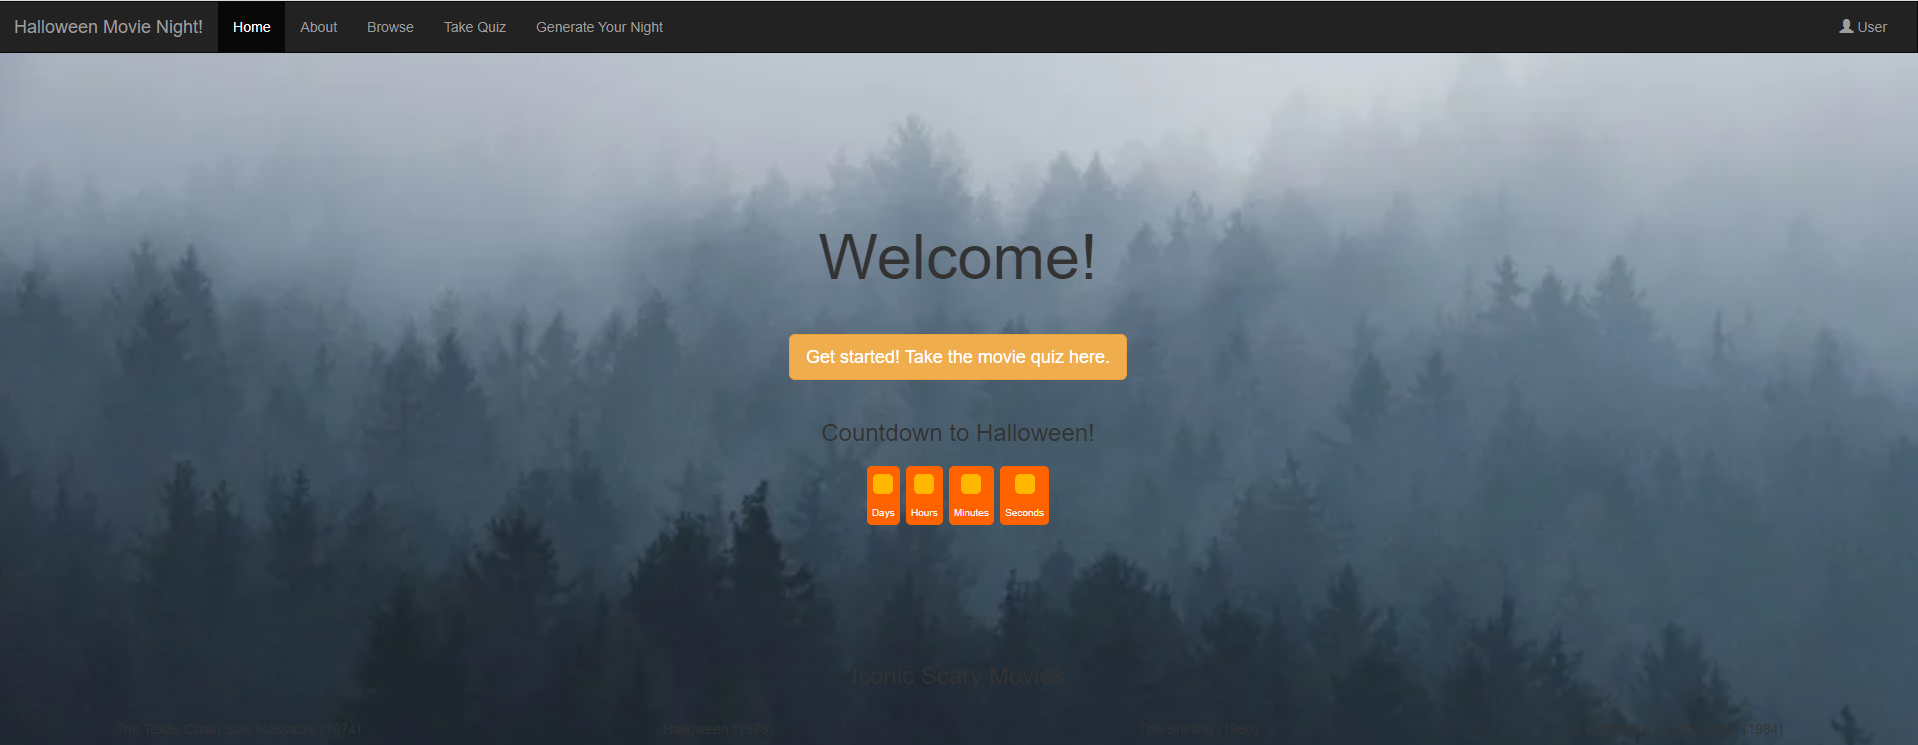 Halloween Movie Night! Home About Browse Take Quiz Generate Your Night User
Welcome!
Get started! Take the movie quiz here.
Countdown to Halloween!
Days Hours Minutes Seconds
Iconic Scary Movies
The Texas Chain Saw Massacre (1974) Halloween (1978) The Shining (1980) (1984)